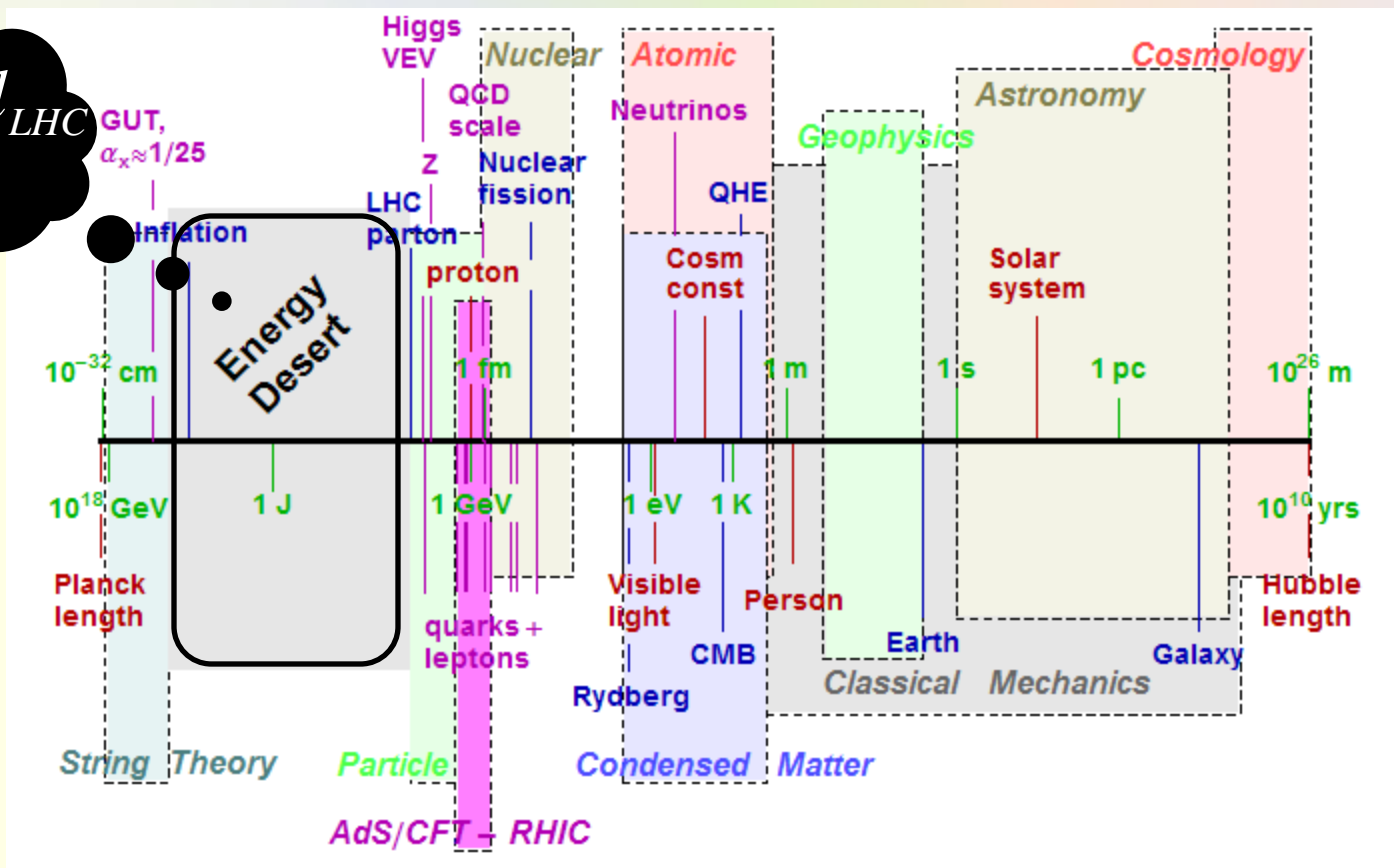 Higgs
VEV
Nuclear
Atomic
Cosmology
QCD
scale
Astronomy
LHC
GUT,
αₓ≈1/25
Neutrinos
Geophysics
Z
Nuclear
fission
QHE
LHC
parton
Inflation
proton
Cosm
const
Solar
system
Energy
Desert
10⁻³² cm
1 fm
1 m
1 s
1 pc
10²⁶ m
10¹⁸ GeV
1 J
1 GeV
1 eV
1 K
10¹⁰ yrs
Planck
length
Visible
light
Person
Hubble
length
quarks +
leptons
CMB
Earth
Galaxy
Rydberg
Classical Mechanics
String Theory
Particle
Condensed Matter
AdS/CFT – RHIC